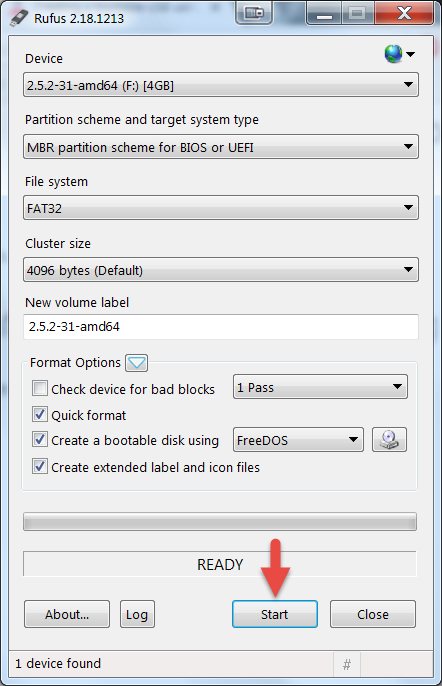 Rufus 2.18.1213
Device
2.5.2-31-amd64 (F:) [4GB]
Partition scheme and target system type
MBR partition scheme for BIOS or UEFI
File system
FAT32
Cluster size
4096 bytes (Default)
New volume label
2.5.2-31-amd64
Format Options
Check device for bad blocks 1 Pass
Quick format
Create a bootable disk using FreeDOS
Create extended label and icon files
READY
About... Log Start Close
1 device found #